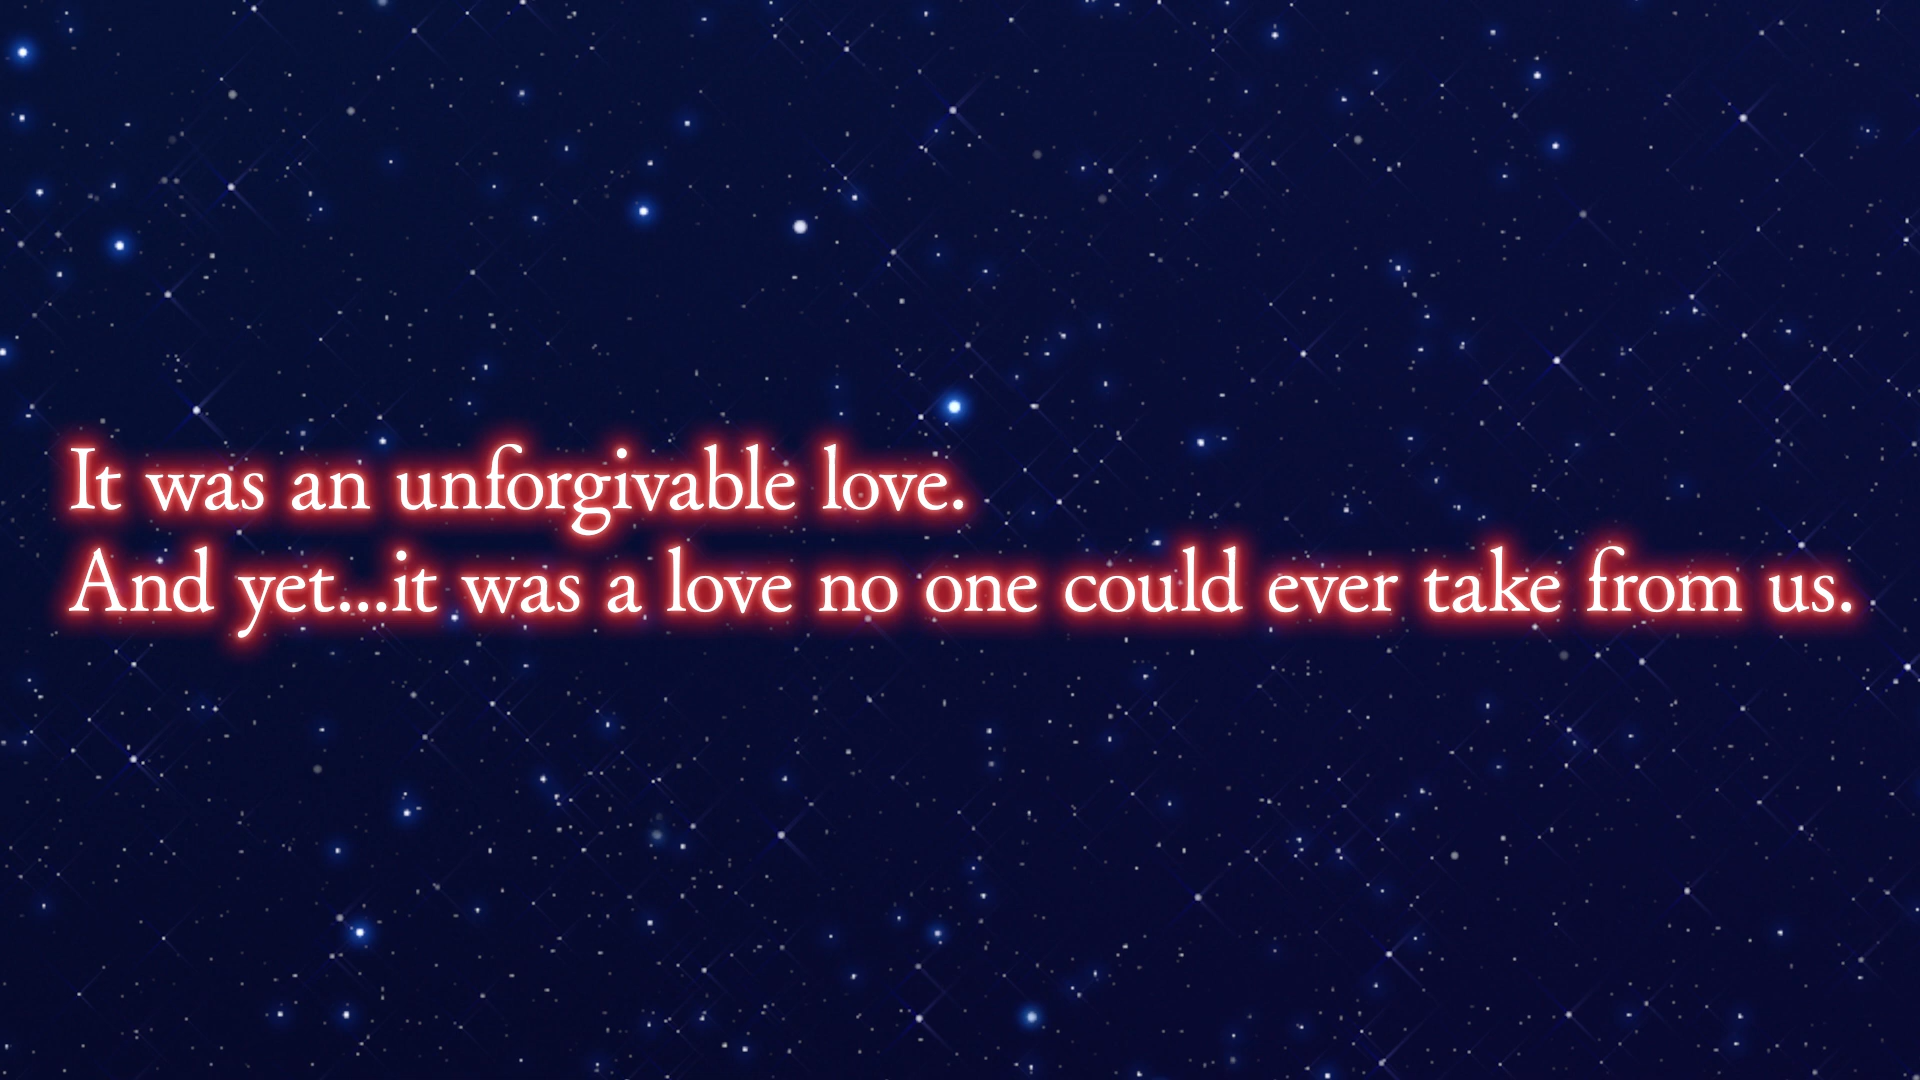 It was an unforgivable love.
And yet...it was a love no one could ever take from us.